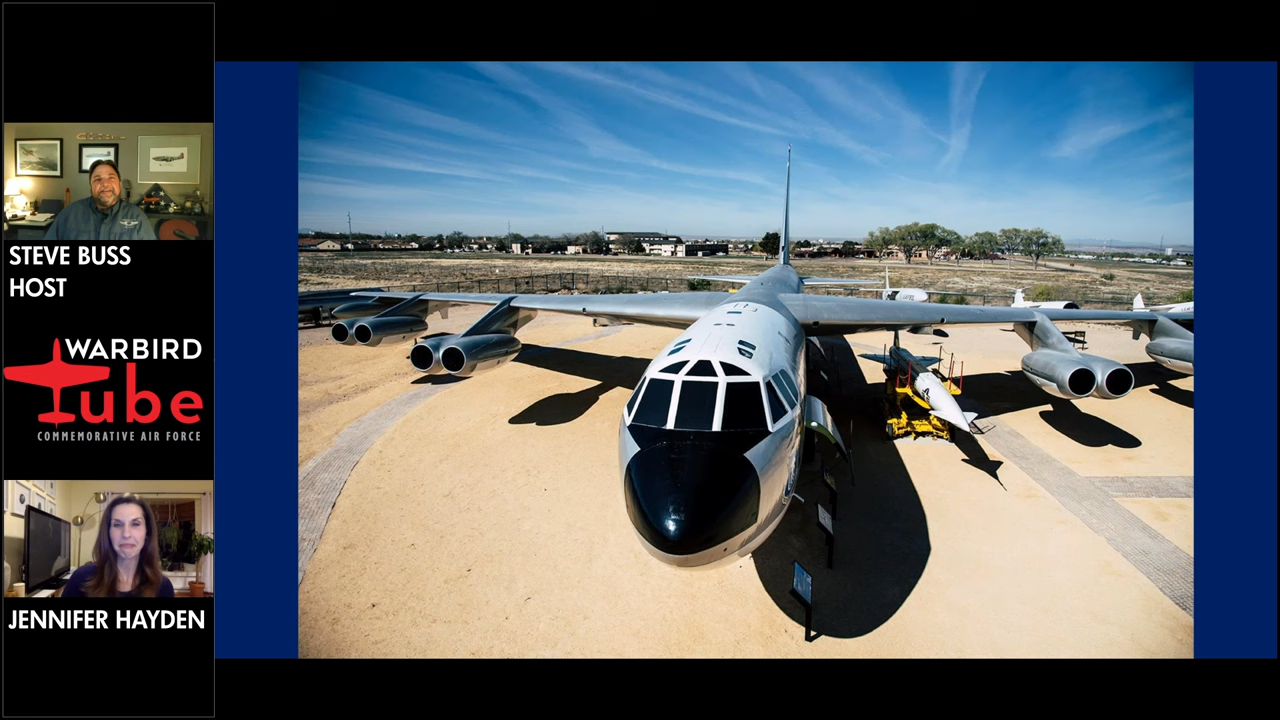 STEVE BUSS
HOST
WARBIRD
Tube
COMMEMORATIVE AIR FORCE
JENNIFER HAYDEN